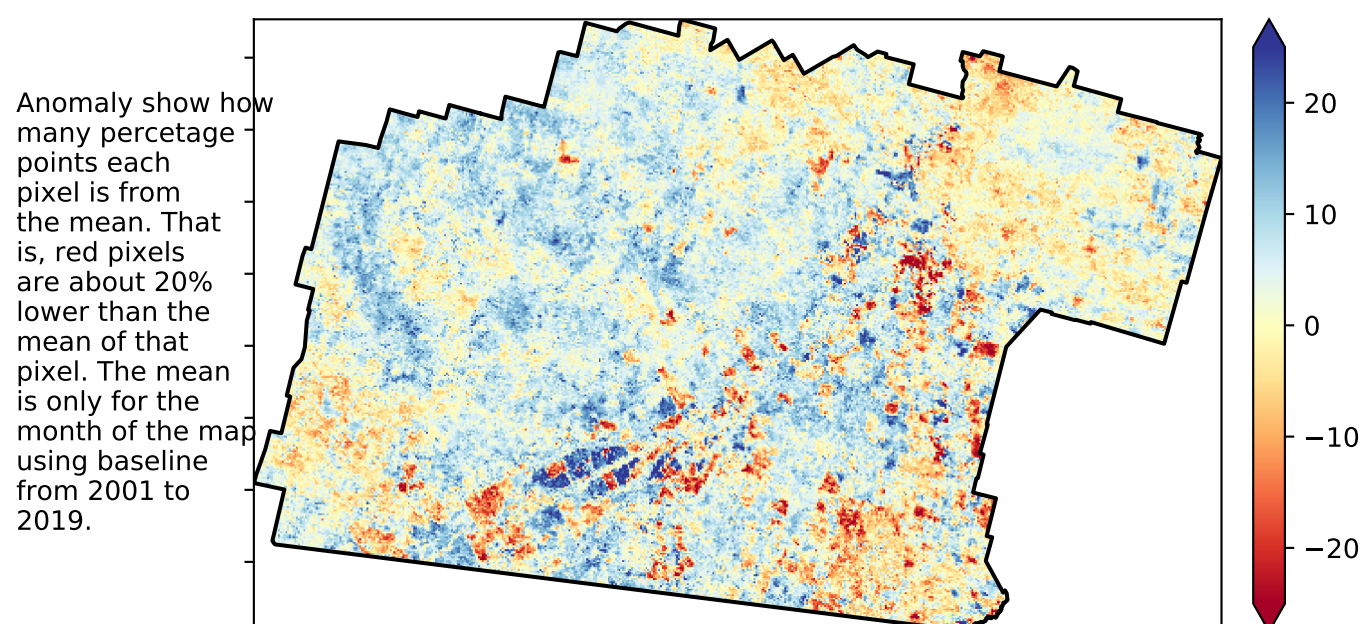 Anomaly show how
many percetage
points each
pixel is from
the mean. That
is, red pixels
are about 20%
lower than the
mean of that
pixel. The mean
is only for the
month of the map
using baseline
from 2001 to
2019.
20
10
0
−10
−20